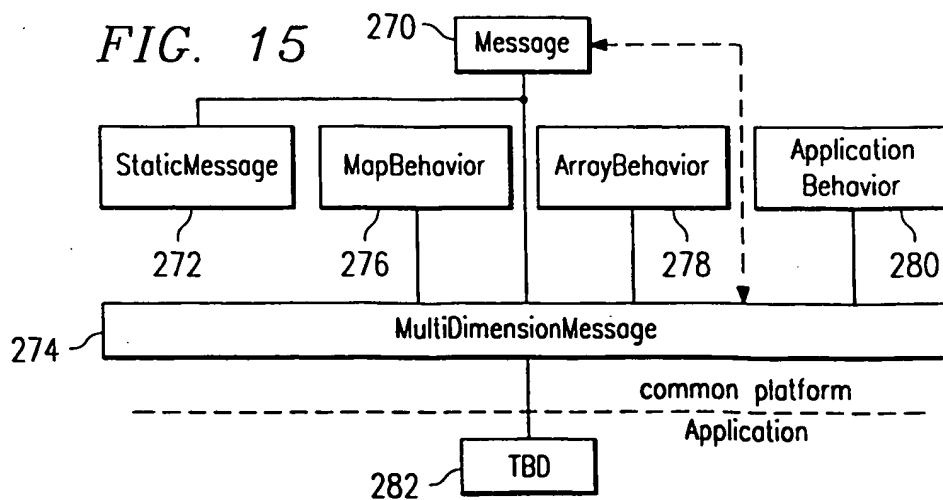 FIG. 15
270
Message
StaticMessage
MapBehavior
ArrayBehavior
Application
Behavior
272
276
278
280
274
MultiDimensionMessage
common platform
Application
TBD
282